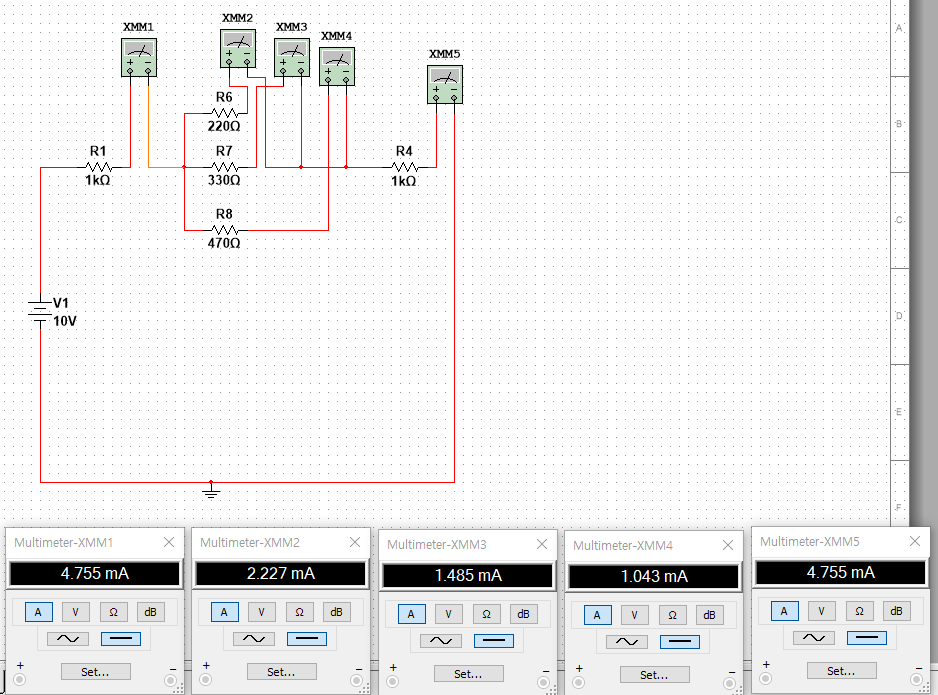 XMM1
XMM2
XMM3
XMM4
XMM5
A
B
C
D
E
F
R6
220Ω
R1
1kΩ
R7
330Ω
R4
1kΩ
R8
470Ω
V1
10V
Multimeter-XMM1
4.755 mA
A V Ω dB
+ Set... −
Multimeter-XMM2
2.227 mA
A V Ω dB
+ Set... −
Multimeter-XMM3
1.485 mA
A V Ω dB
+ Set... −
Multimeter-XMM4
1.043 mA
A V Ω dB
+ Set... −
Multimeter-XMM5
4.755 mA
A V Ω dB
+ Set... −